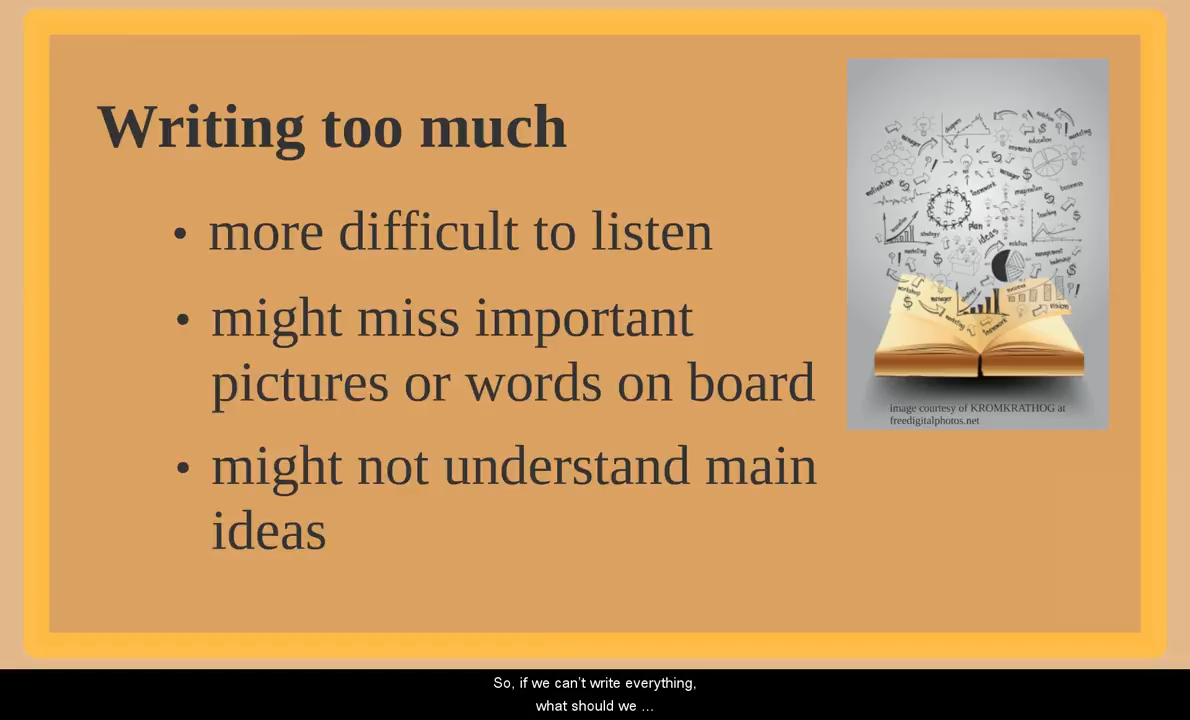 Writing too much
• more difficult to listen
• might miss important
pictures or words on board
• might not understand main
ideas
image courtesy of KROMKRATHOG at
freedigitalphotos.net
So, if we can't write everything,
what should we ...